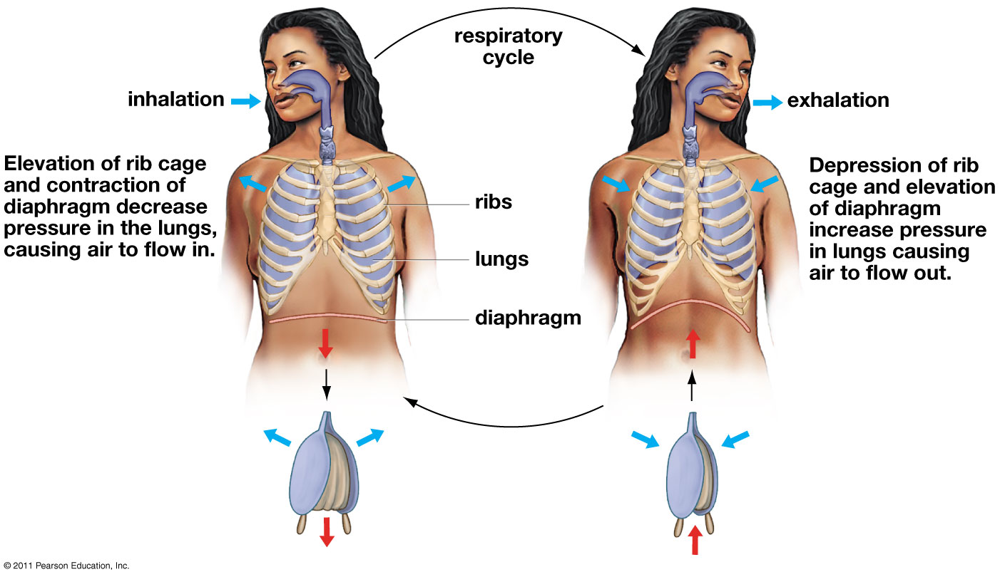 respiratory
cycle
inhalation
exhalation
Elevation of rib cage
and contraction of
diaphragm decrease
pressure in the lungs,
causing air to flow in.
ribs
lungs
diaphragm
Depression of rib
cage and elevation
of diaphragm
increase pressure
in lungs causing
air to flow out.
© 2011 Pearson Education, Inc.